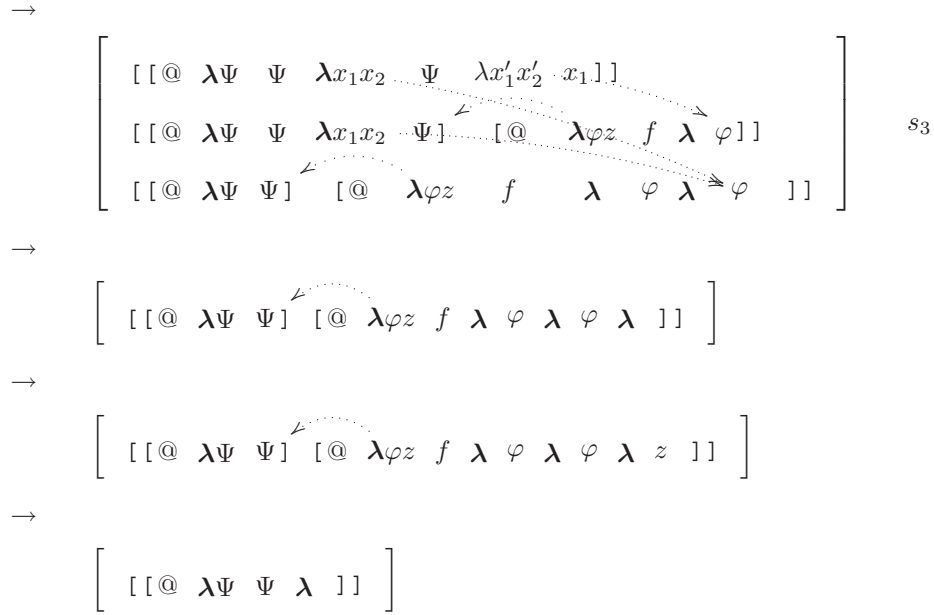 →
[ [ @ 𝛌Ψ Ψ 𝛌x₁x₂ Ψ λx′₁x′₂ x₁ ] ]
[ [ @ 𝛌Ψ Ψ 𝛌x₁x₂ Ψ ] [ @ 𝛌φz f 𝛌 φ ] ] s₃
[ [ @ 𝛌Ψ Ψ ] [ @ 𝛌φz f 𝛌 φ 𝛌 φ ] ]
→
[ [ @ 𝛌Ψ Ψ ] [ @ 𝛌φz f 𝛌 φ 𝛌 φ 𝛌 ] ]
→
[ [ @ 𝛌Ψ Ψ ] [ @ 𝛌φz f 𝛌 φ 𝛌 φ 𝛌 z ] ]
→
[ [ @ 𝛌Ψ Ψ 𝛌 ] ]